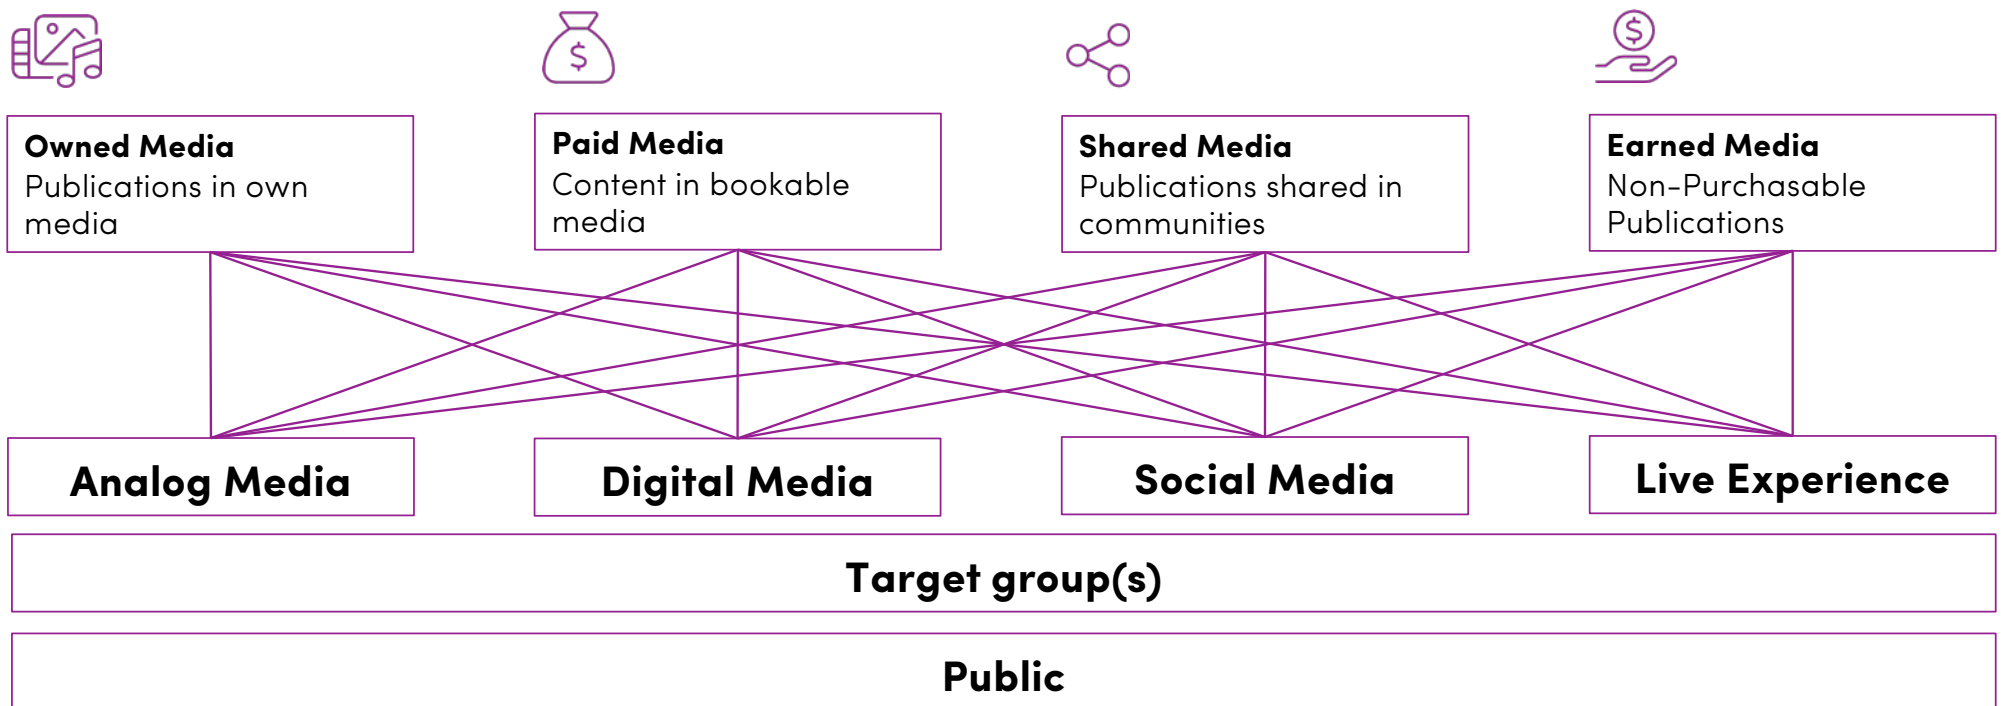 $
$
Owned Media
Publications in own
media
Paid Media
Content in bookable
media
Shared Media
Publications shared in
communities
Earned Media
Non-Purchasable
Publications
Analog Media
Digital Media
Social Media
Live Experience
Target group(s)
Public